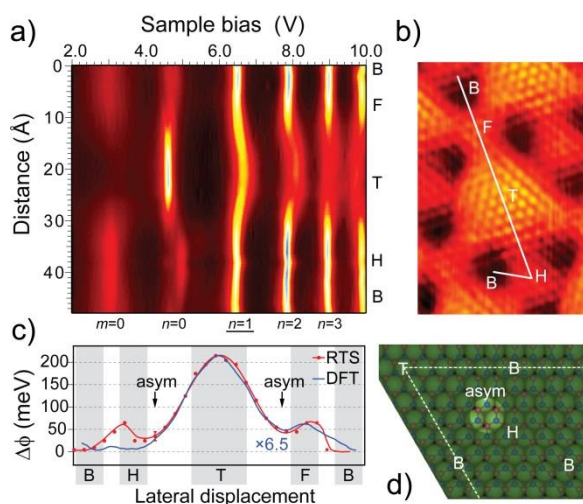 a)
Sample bias (V)
2.0 4.0 6.0 8.0 10.0
Distance (Å)
0
10
20
30
40
B
F
T
H
B
m=0 n=0 n=1 n=2 n=3
b)
B
F
T
H
B
c)
Δϕ (meV)
200
150
100
50
0
RTS
DFT
asym
asym
×6.5
B H T F B
Lateral displacement
d)
T
B
asym
H
B
B